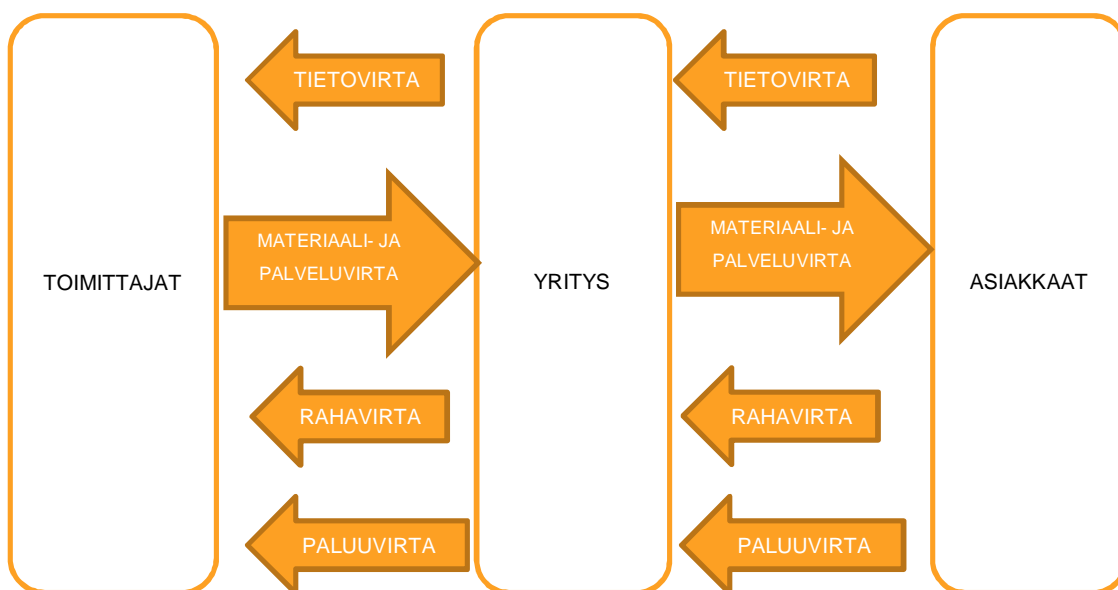 TIETOVIRTA
TIETOVIRTA
MATERIAALI- JA
PALVELUVIRTA
MATERIAALI- JA
PALVELUVIRTA
TOIMITTAJAT
YRITYS
ASIAKKAAT
RAHAVIRTA
RAHAVIRTA
PALUUVIRTA
PALUUVIRTA